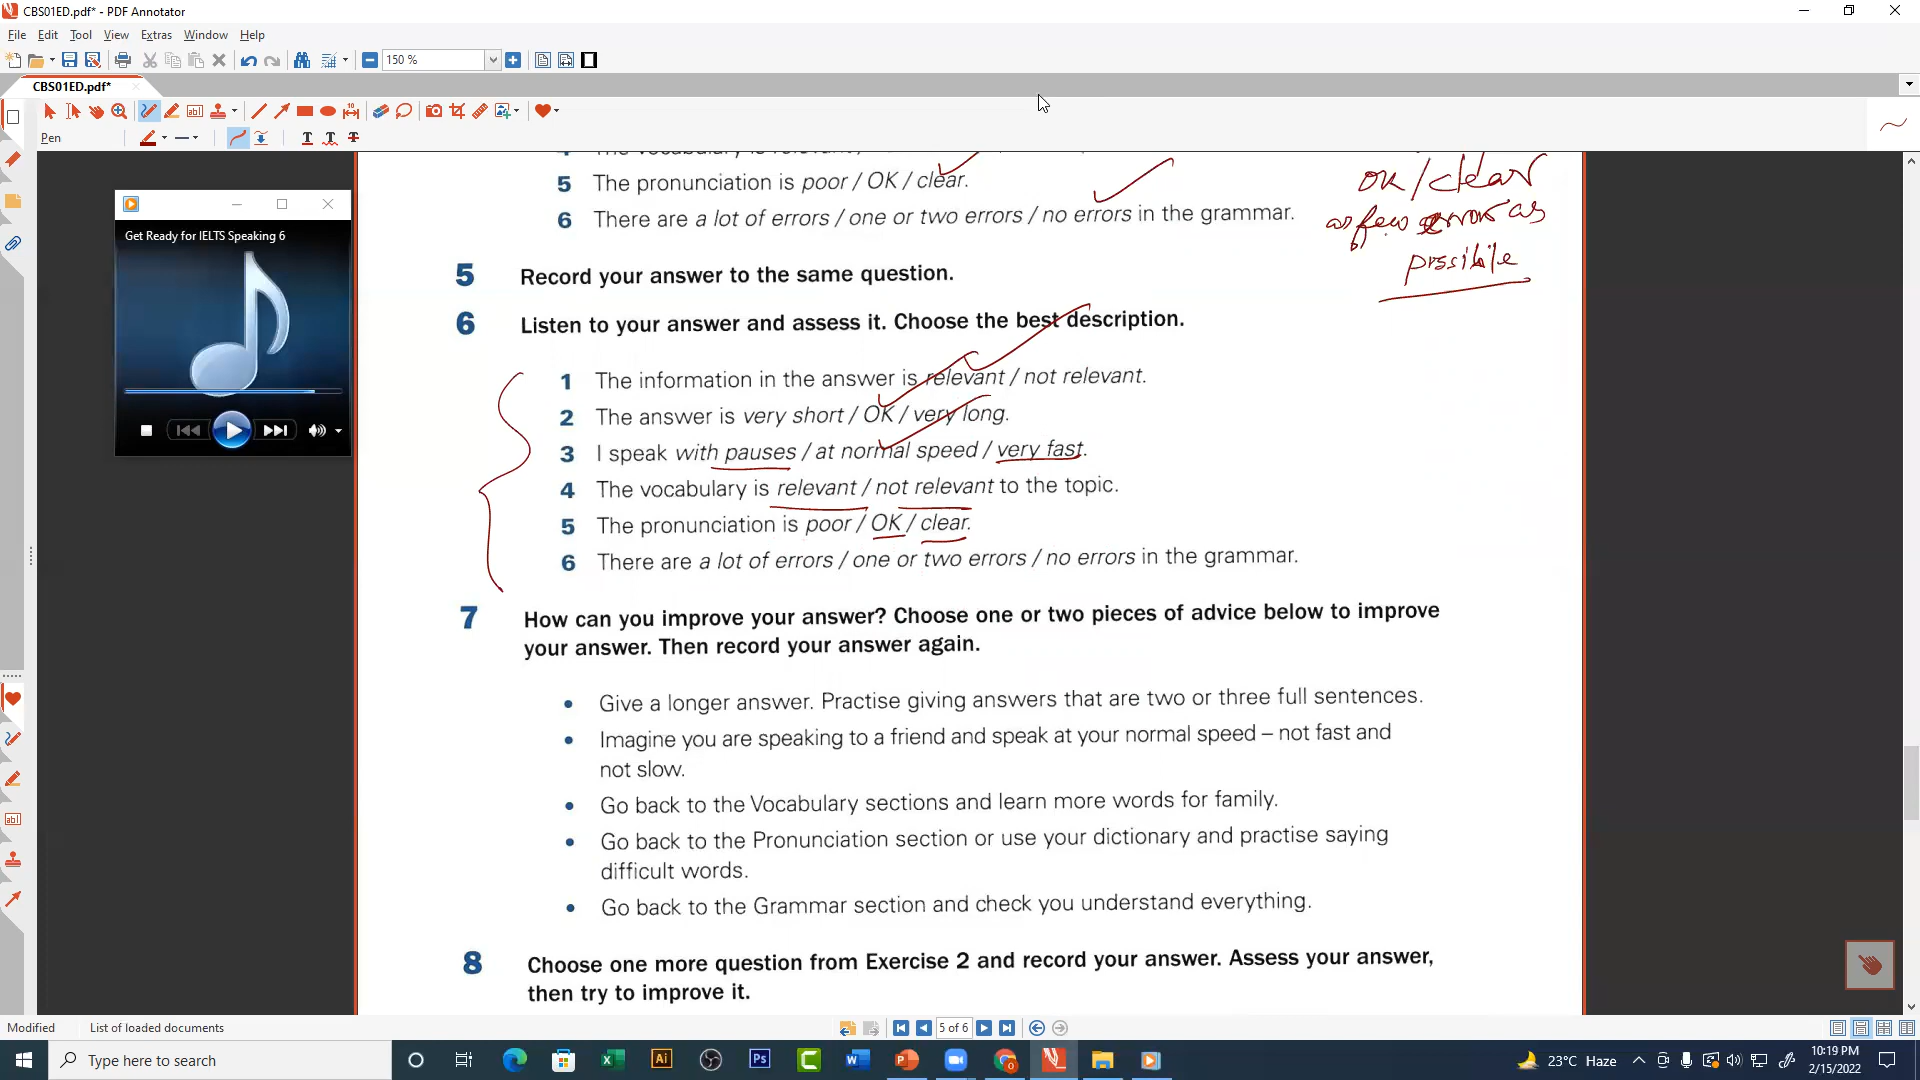 CBS01ED.pdf* - PDF Annotator
File Edit Tool View Extras Window Help
150 %
CBS01ED.pdf*
Pen
Get Ready for IELTS Speaking 6
5 The pronunciation is poor / OK / clear.
6 There are a lot of errors / one or two errors / no errors in the grammar.
OK/clear
as few error as
possible
5 Record your answer to the same question.
6 Listen to your answer and assess it. Choose the best description.
1 The information in the answer is relevant / not relevant.
2 The answer is very short / OK / very long.
3 I speak with pauses / at normal speed / very fast.
4 The vocabulary is relevant / not relevant to the topic.
5 The pronunciation is poor / OK / clear.
6 There are a lot of errors / one or two errors / no errors in the grammar.
7 How can you improve your answer? Choose one or two pieces of advice below to improve
your answer. Then record your answer again.
• Give a longer answer. Practise giving answers that are two or three full sentences.
• Imagine you are speaking to a friend and speak at your normal speed – not fast and
not slow.
• Go back to the Vocabulary sections and learn more words for family.
• Go back to the Pronunciation section or use your dictionary and practise saying
difficult words.
• Go back to the Grammar section and check you understand everything.
8 Choose one more question from Exercise 2 and record your answer. Assess your answer,
then try to improve it.
Modified List of loaded documents
5 of 6
Type here to search
23°C Haze
10:19 PM
2/15/2022